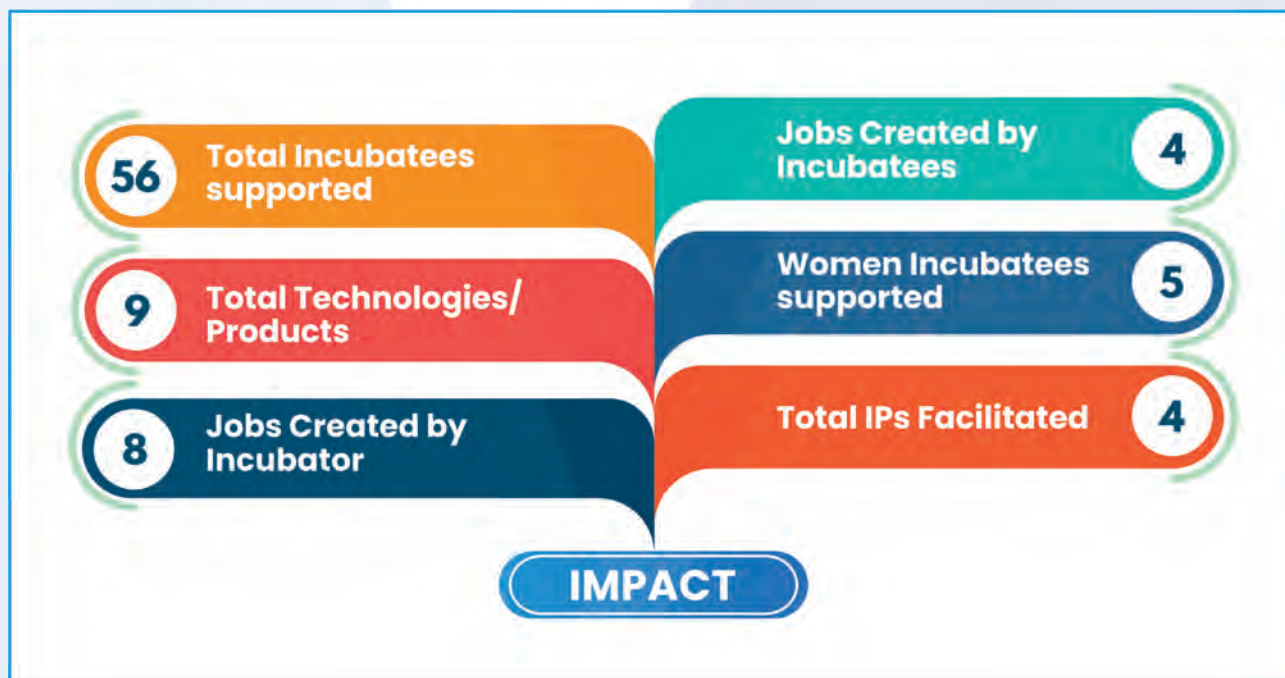 56
Total Incubatees
supported
9
Total Technologies/
Products
8
Jobs Created by
Incubator
Jobs Created by
Incubatees
4
Women Incubatees
supported
5
Total IPs Facilitated
4
IMPACT